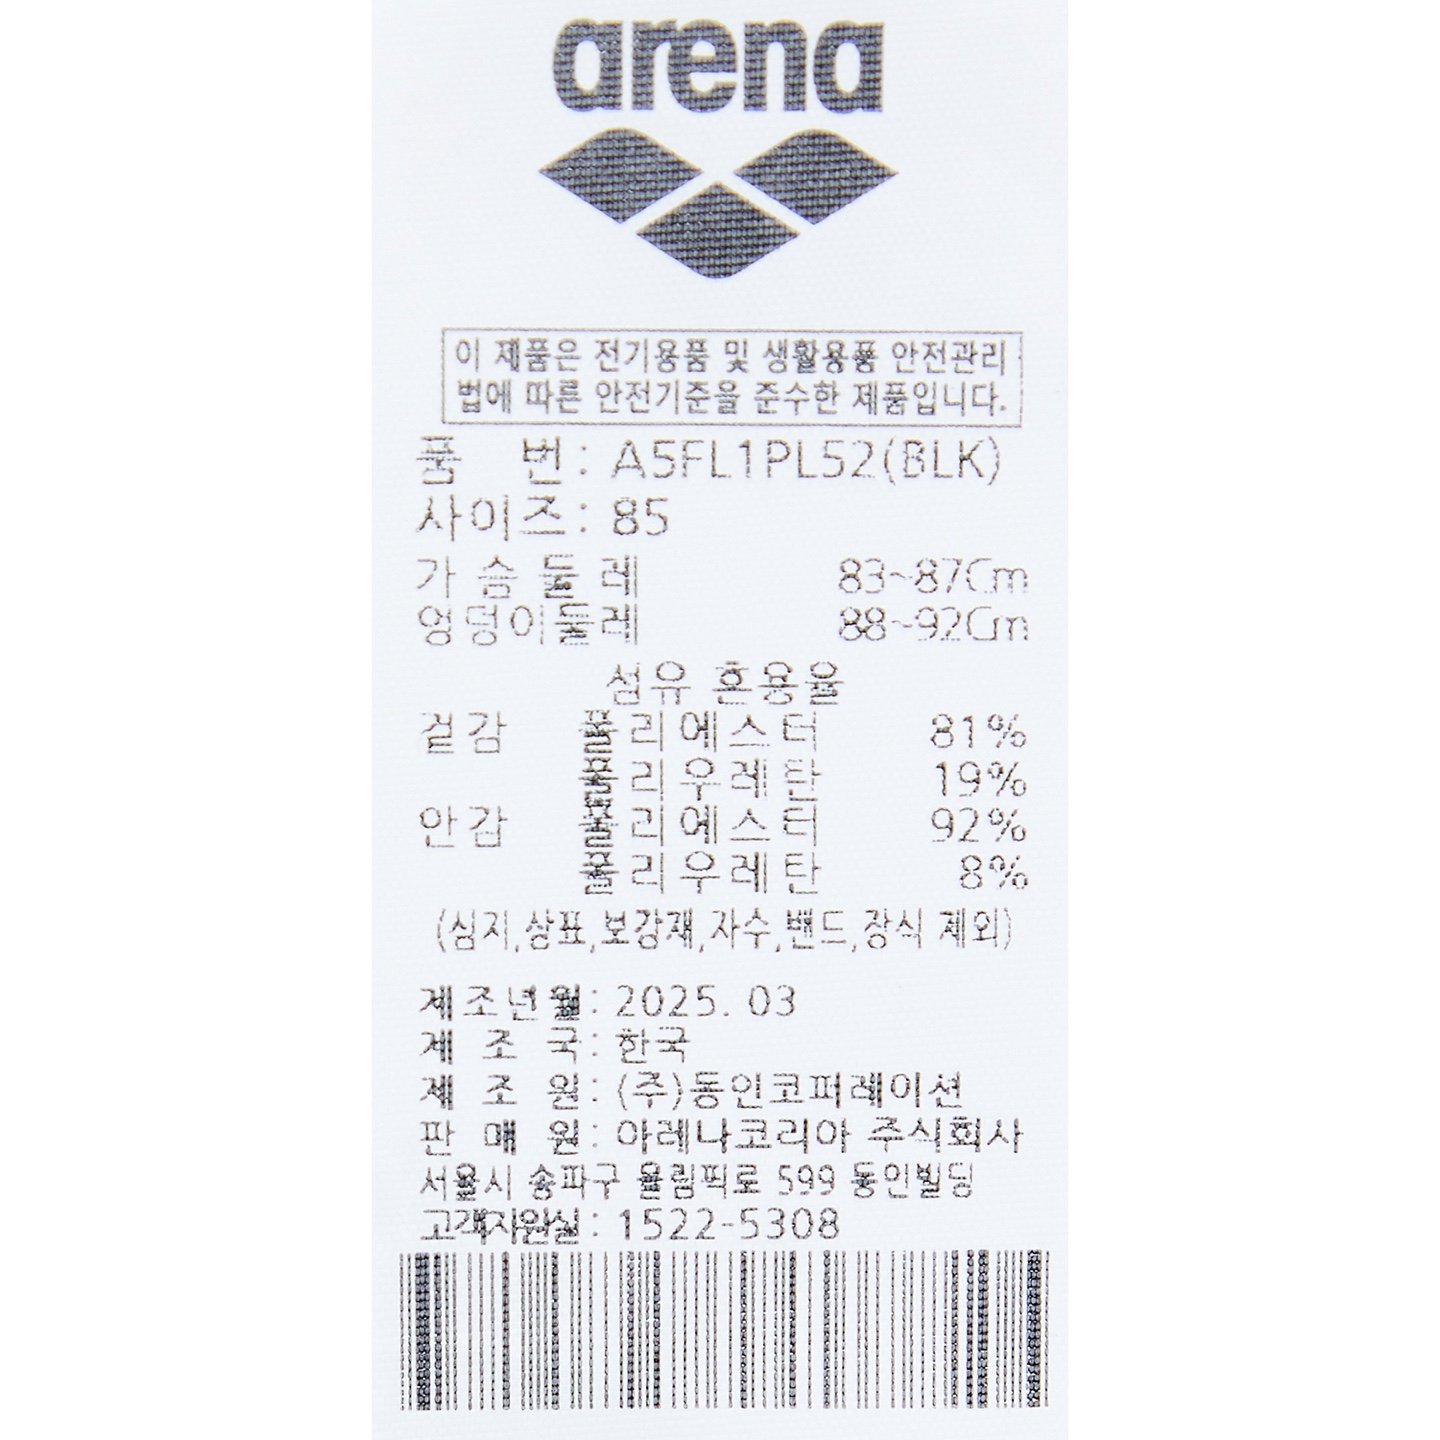 arena
이 제품은 전기용품 및 생활용품 안전관리
법에 따른 안전기준을 준수한 제품입니다.
품 번: A5FL1PL52(BLK)
사이즈: 85
가슴둘레 83~87Cm
엉덩이둘레 88~92Cm
섬유 혼용율
겉감 폴리에스터 81%
폴리우레탄 19%
안감 폴리에스터 92%
폴리우레탄 8%
(심지,상표,보강재,자수,밴드,장식 제외)
제조년월: 2025. 03
제 조 국: 한국
제 조 원: (주)동인코퍼레이션
판 매 원: 아레나코리아 주식회사
서울시 송파구 올림픽로 599 동인빌딩
고객지원실: 1522-5308